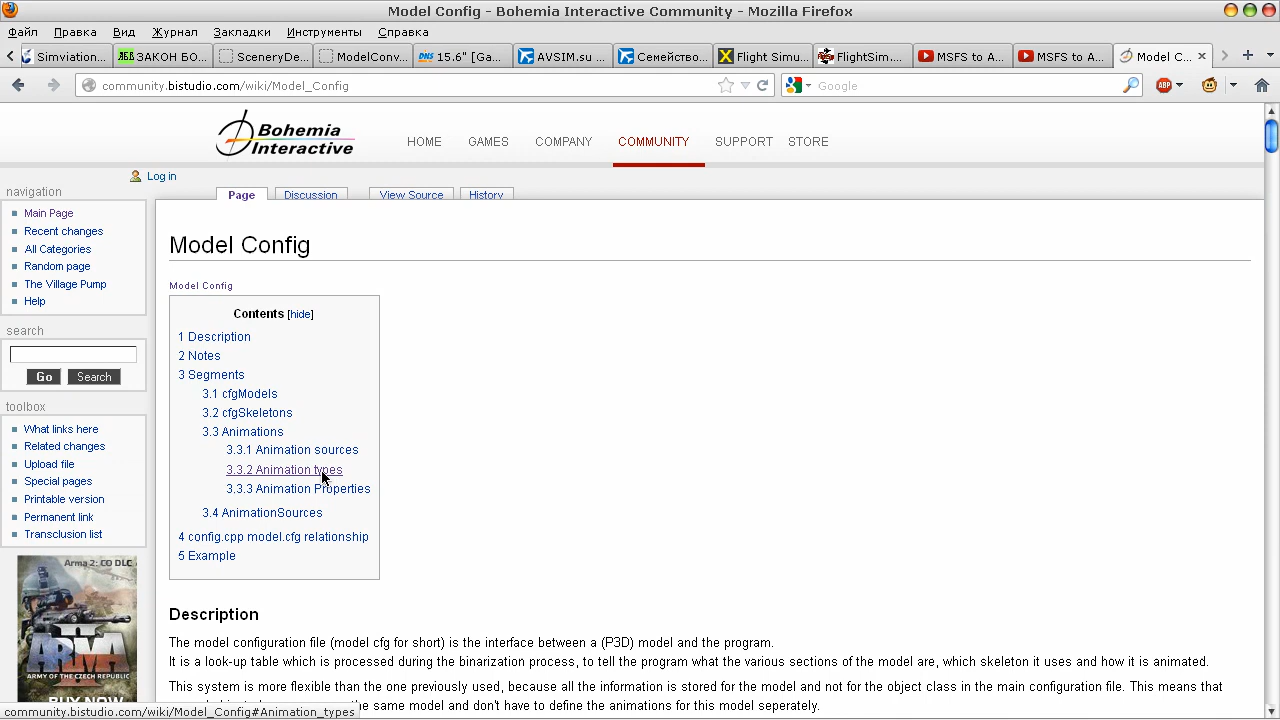 Model Config - Bohemia Interactive Community - Mozilla Firefox
Файл Правка Вид Журнал Закладки Инструменты Справка
Simviation... ЗАКОН БО... SceneryDe... ModelConv... DNS 15.6" [Ga... AVSIM.su ... Семейство... Flight Simu... FlightSim.... MSFS to A... MSFS to A... Model C...
community.bistudio.com/wiki/Model_Config Google ABP
Bohemia Interactive
HOME GAMES COMPANY COMMUNITY SUPPORT STORE
Log in
Page Discussion View Source History
navigation
Main Page
Recent changes
All Categories
Random page
The Village Pump
Help
search
Go Search
toolbox
What links here
Related changes
Upload file
Special pages
Printable version
Permanent link
Transclusion list
Arma 2: CO DLC
ARMA II
ARMY OF THE CZECH REPUBLIC
BUY NOW
Model Config
Model Config
Contents [hide]
1 Description
2 Notes
3 Segments
3.1 cfgModels
3.2 cfgSkeletons
3.3 Animations
3.3.1 Animation sources
3.3.2 Animation types
3.3.3 Animation Properties
3.4 AnimationSources
4 config.cpp model.cfg relationship
5 Example
Description
The model configuration file (model cfg for short) is the interface between a (P3D) model and the program.
It is a look-up table which is processed during the binarization process, to tell the program what the several sections of the model are, which skeleton it uses and how it is animated.
This system is more flexible than the one previously used, because all the information is stored for the model and not for the object class in the main configuration file. This means that
the same model and don't have to define the animations for this model seperately.
community.bistudio.com/wiki/Model_Config#Animation_types